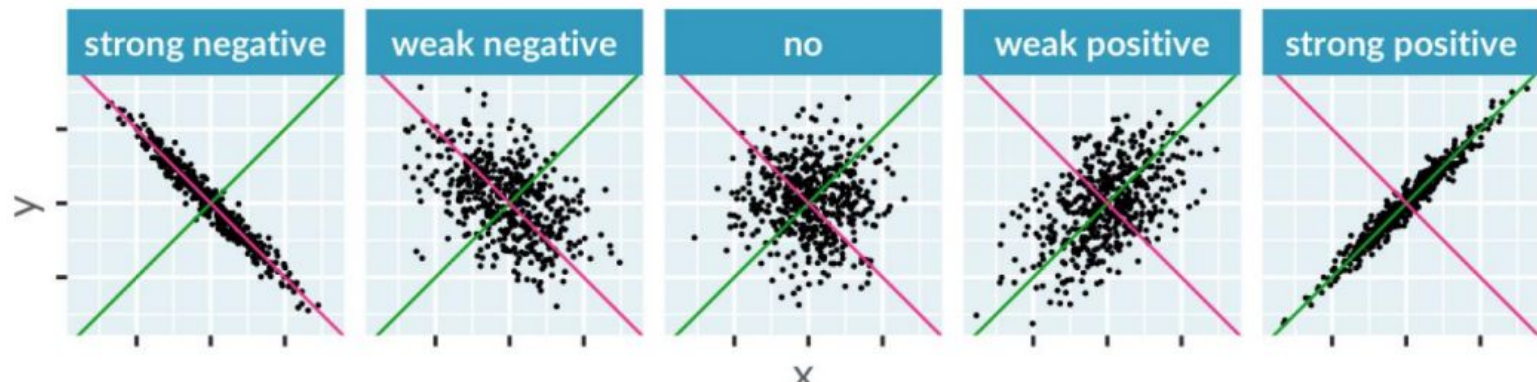 strong negative
weak negative
no
weak positive
strong positive
y
x